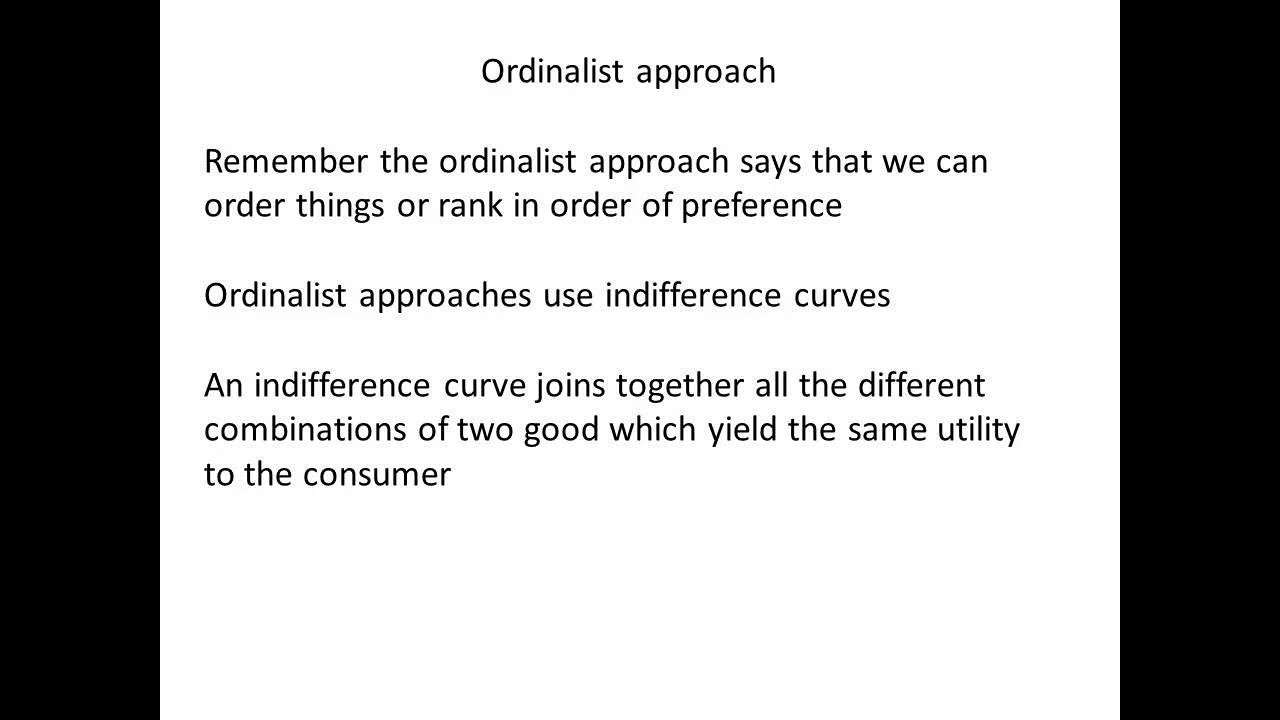 Ordinalist approach
Remember the ordinalist approach says that we can
order things or rank in order of preference
Ordinalist approaches use indifference curves
An indifference curve joins together all the different
combinations of two good which yield the same utility
to the consumer